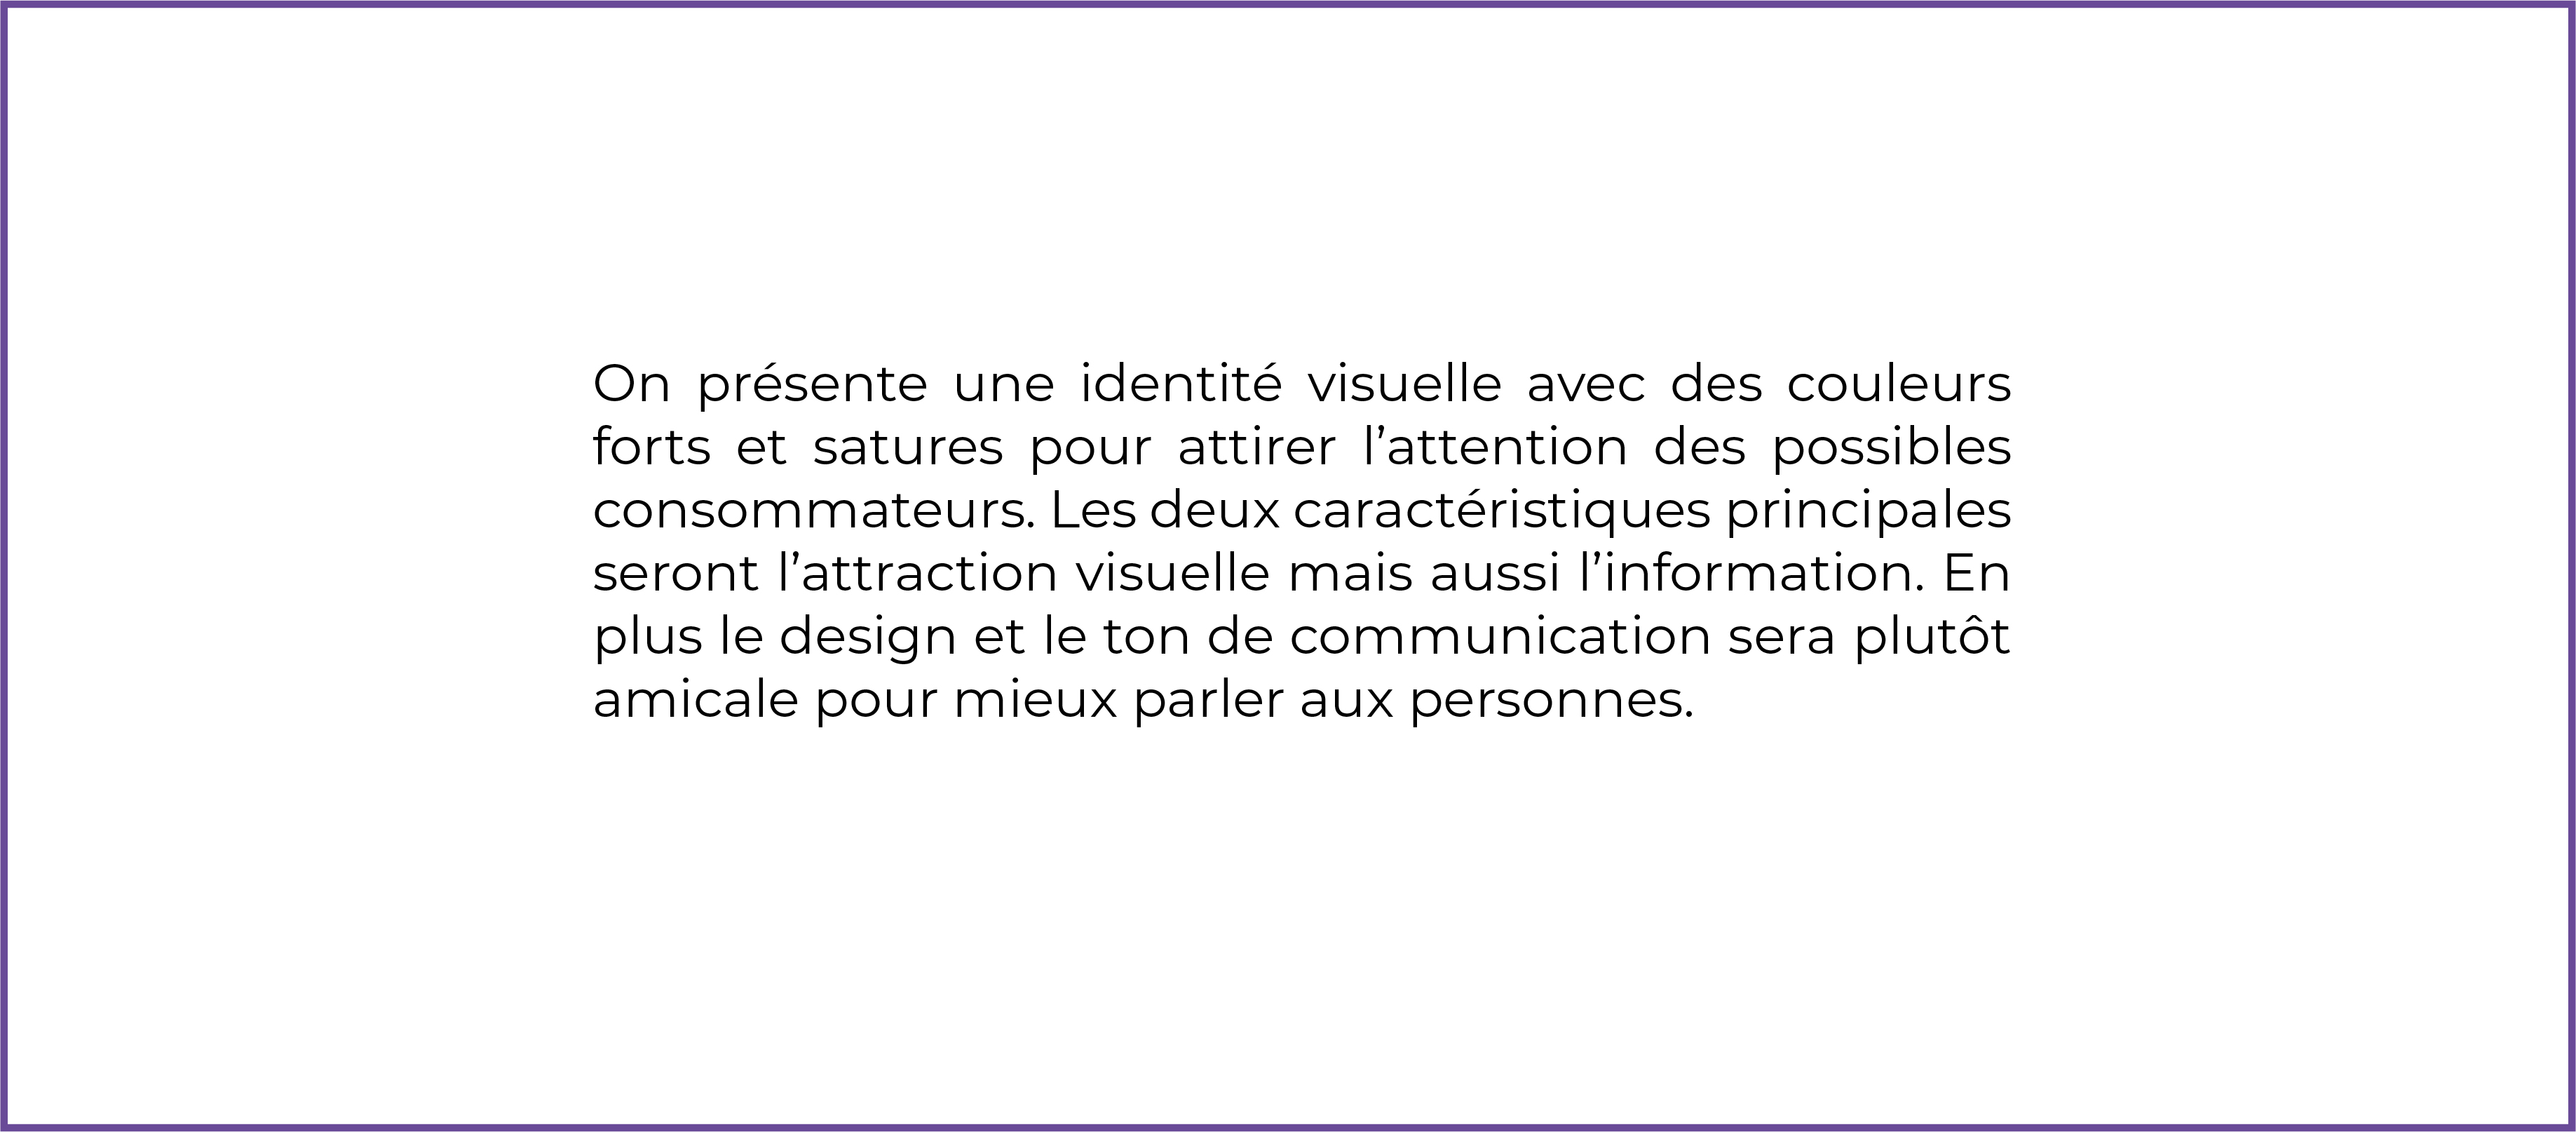 On présente une identité visuelle avec des couleurs
forts et satures pour attirer l’attention des possibles
consommateurs. Les deux caractéristiques principales
seront l’attraction visuelle mais aussi l’information. En
plus le design et le ton de communication sera plutôt
amicale pour mieux parler aux personnes.